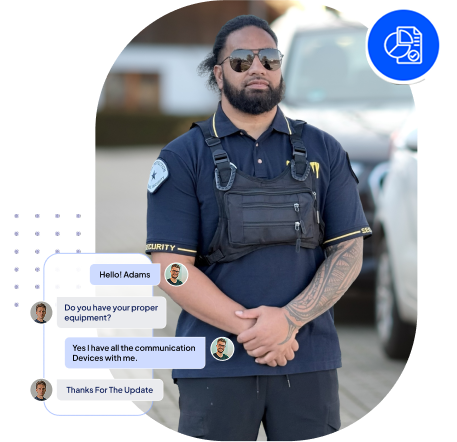 SECURITY
SE
Hello! Adams
Do you have your proper
equipment?
Yes I have all the communication
Devices with me.
Thanks For The Update